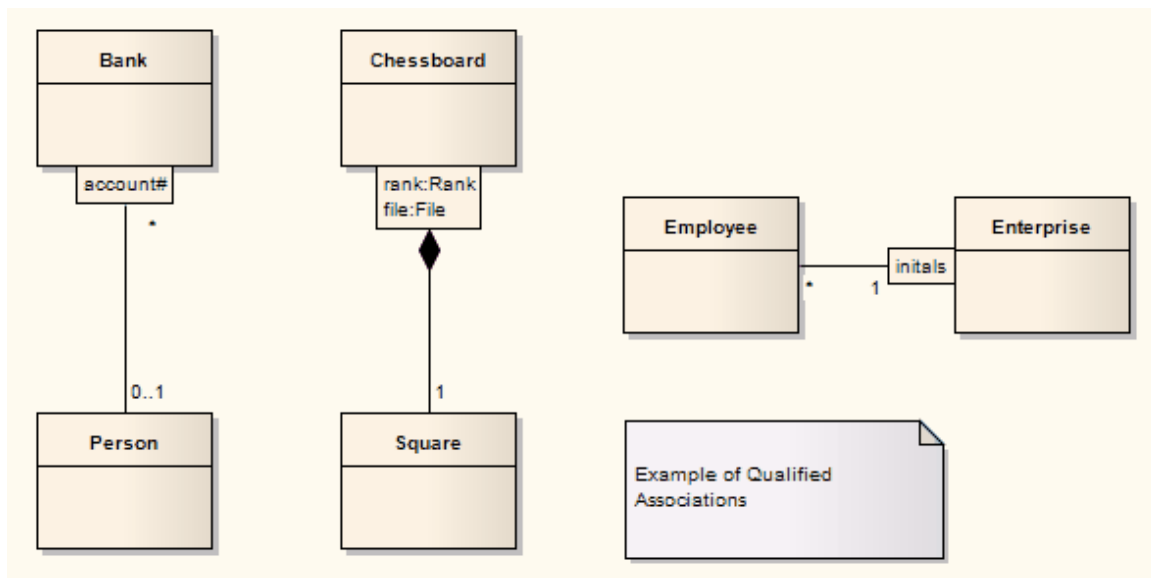 Bank
account#
*
0..1
Person
Chessboard
rank:Rank
file:File
1
Square
Employee
*
1
initals
Enterprise
Example of Qualified
Associations